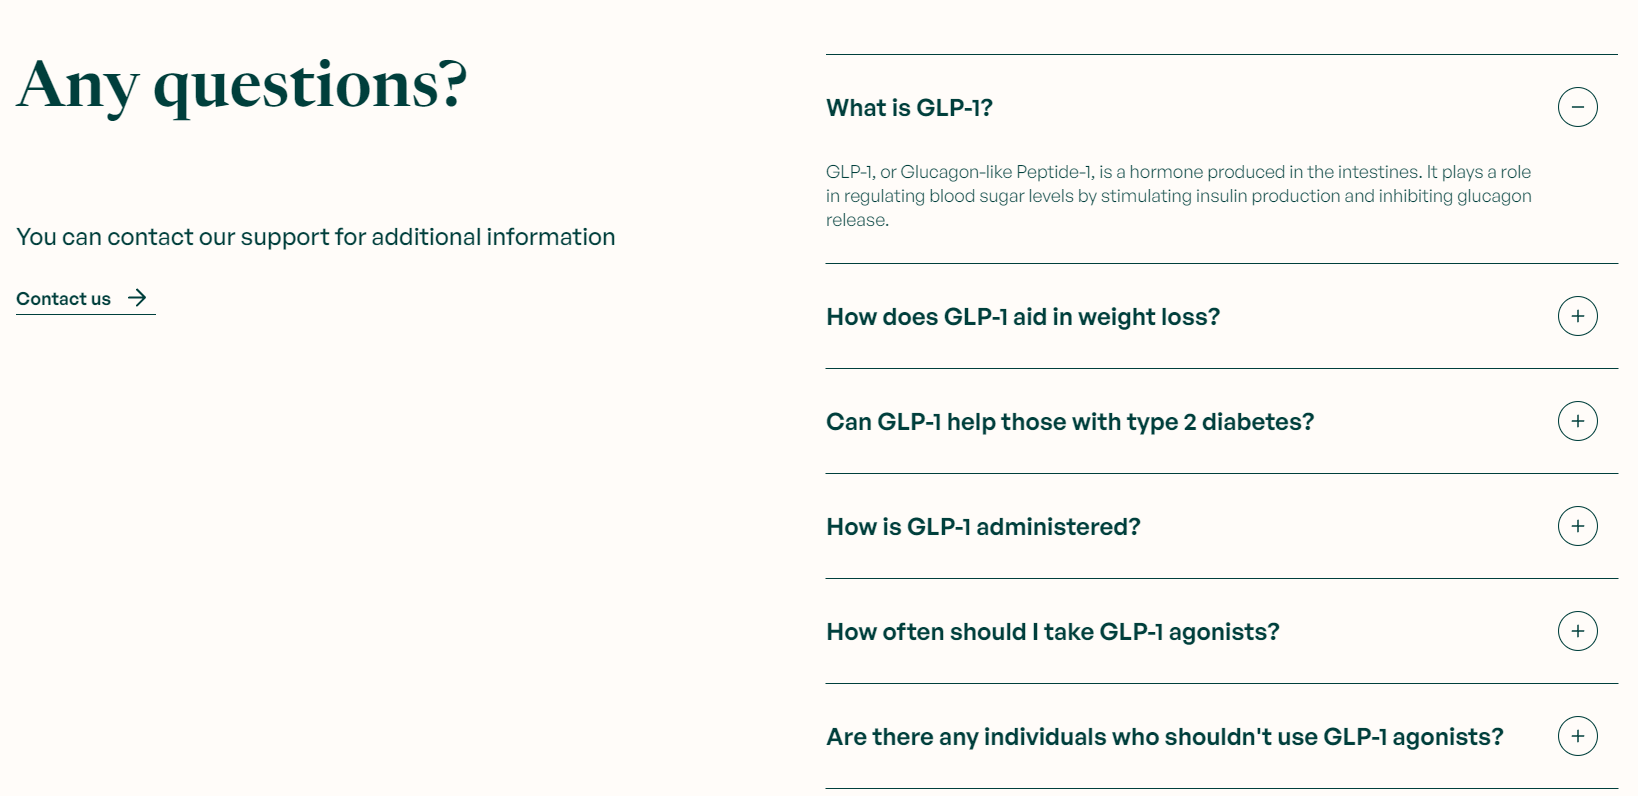 Any questions?
You can contact our support for additional information
Contact us
What is GLP-1?
GLP-1, or Glucagon-like Peptide-1, is a hormone produced in the intestines. It plays a role
in regulating blood sugar levels by stimulating insulin production and inhibiting glucagon
release.
How does GLP-1 aid in weight loss?
Can GLP-1 help those with type 2 diabetes?
How is GLP-1 administered?
How often should I take GLP-1 agonists?
Are there any individuals who shouldn't use GLP-1 agonists?